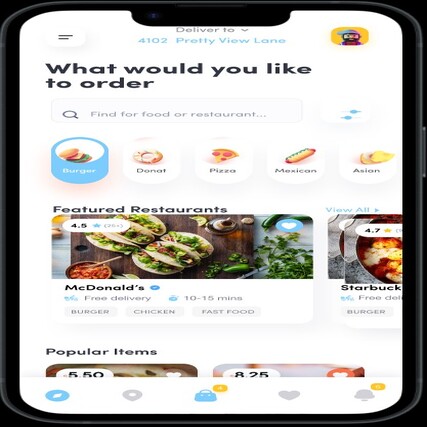 Deliver to
4102 Pretty View Lane
What would you like
to order
Find for food or restaurant...
Burger
Donat
Pizza
Mexican
Asian
Featured Restaurants
View All
4.5
4.7
McDonald's
Starbuck
Free delivery
10-15 mins
Free deli
BURGER
CHICKEN
FAST FOOD
BURGER
Popular Items
5.50
8.25